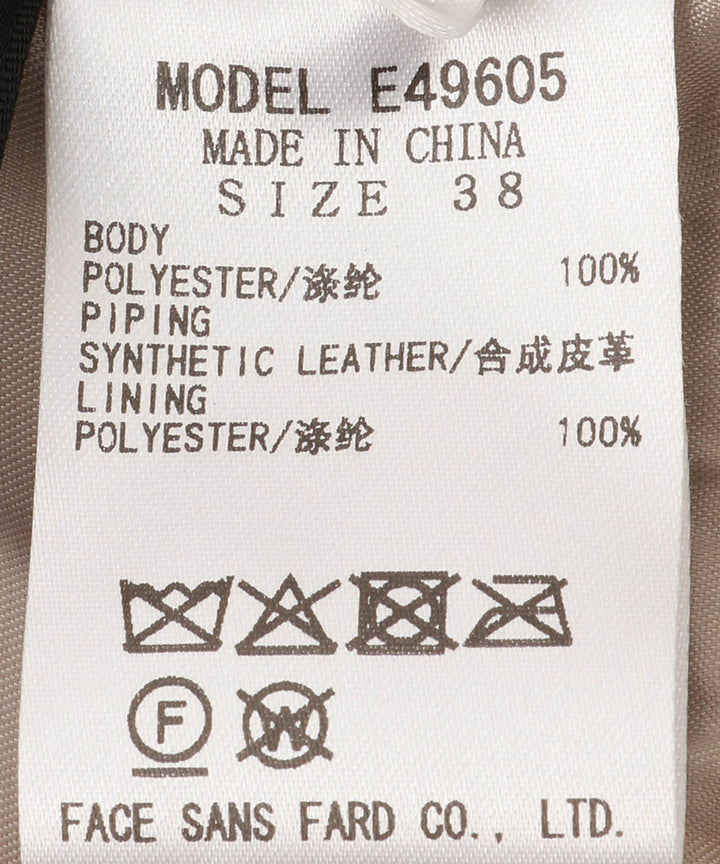 MODEL E49605
MADE IN CHINA
SIZE 38
BODY
POLYESTER/涤纶 100%
PIPING
SYNTHETIC LEATHER/合成皮革
LINING
POLYESTER/涤纶 100%
F W
FACE SANS FARD CO., LTD.